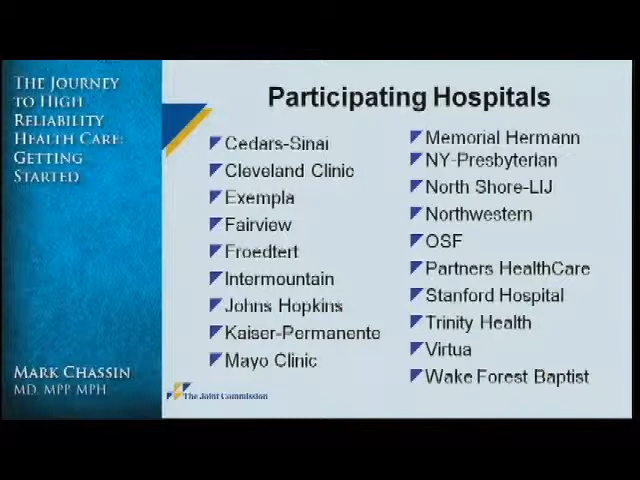 THE JOURNEY
TO HIGH
RELIABILITY
HEALTH CARE:
GETTING
STARTED
MARK CHASSIN
MD, MPP, MPH
Participating Hospitals
Cedars-Sinai
Cleveland Clinic
Exempla
Fairview
Froedtert
Intermountain
Johns Hopkins
Kaiser-Permanente
Mayo Clinic
Memorial Hermann
NY-Presbyterian
North Shore-LIJ
Northwestern
OSF
Partners HealthCare
Stanford Hospital
Trinity Health
Virtua
Wake Forest Baptist
The Joint Commission